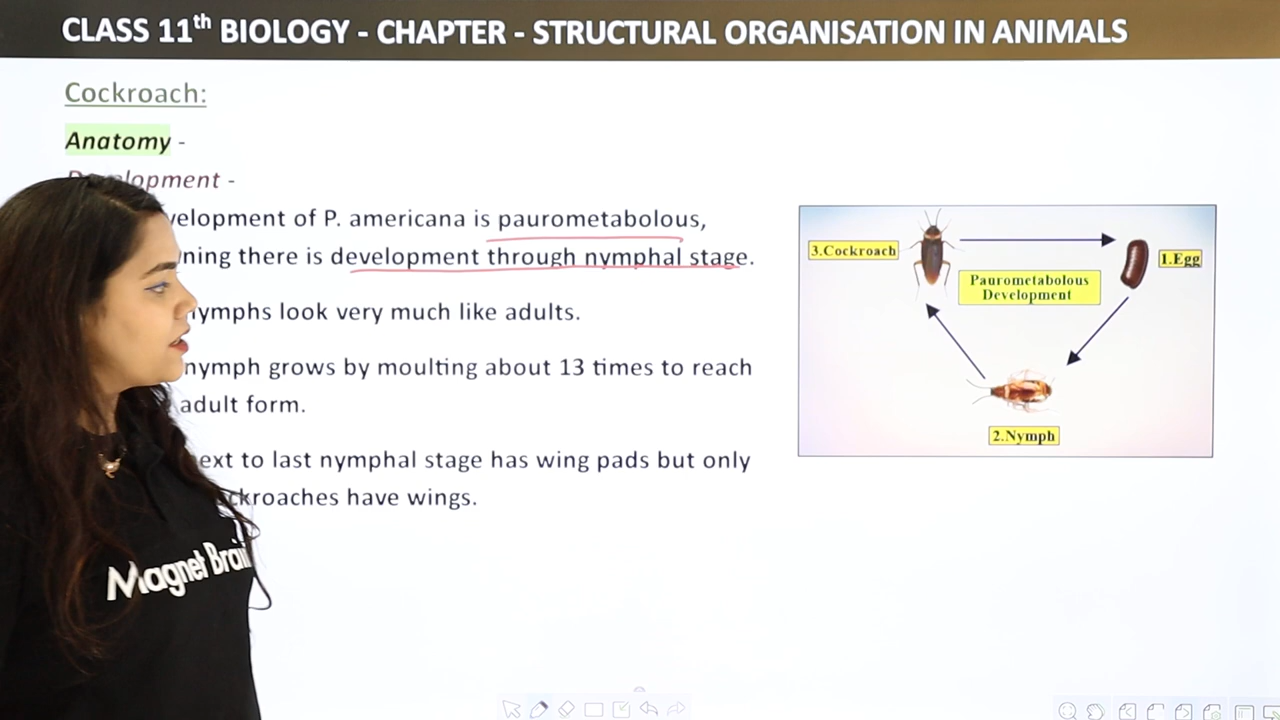 CLASS 11th BIOLOGY - CHAPTER - STRUCTURAL ORGANISATION IN ANIMALS
Cockroach:
Anatomy -
Development -
velopment of P. americana is paurometabolous,
ning there is development through nymphal stage.
nymphs look very much like adults.
nymph grows by moulting about 13 times to reach
adult form.
ext to last nymphal stage has wing pads but only
ckroaches have wings.
3.Cockroach
1.Egg
Paurometabolous
Development
2.Nymph
Magnet Brain